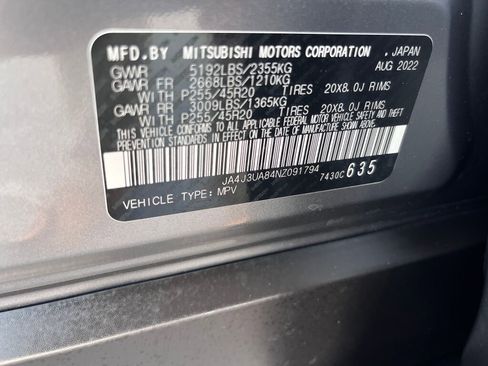 MFD.BY MITSUBISHI MOTORS CORPORATION , JAPAN
GVWR 5192LBS/2355KG AUG 2022
GAWR FR 2668LBS/1210KG
WITH P255/45R20 TIRES 20X8.0J RIMS
GAWR RR 3009LBS/1365KG
WITH P255/45R20 TIRES 20X8.0J RIMS
THIS VEHICLE CONFORMS TO ALL APPLICABLE FEDERAL MOTOR VEHICLE SAFETY, BUMPER AND THEFT
PREVENTION STANDARDS IN EFFECT ON THE DATE OF MANUFACTURE SHOWN ABOVE.
JA4J3UA84NZ091794
VEHICLE TYPE: MPV 7430C 635